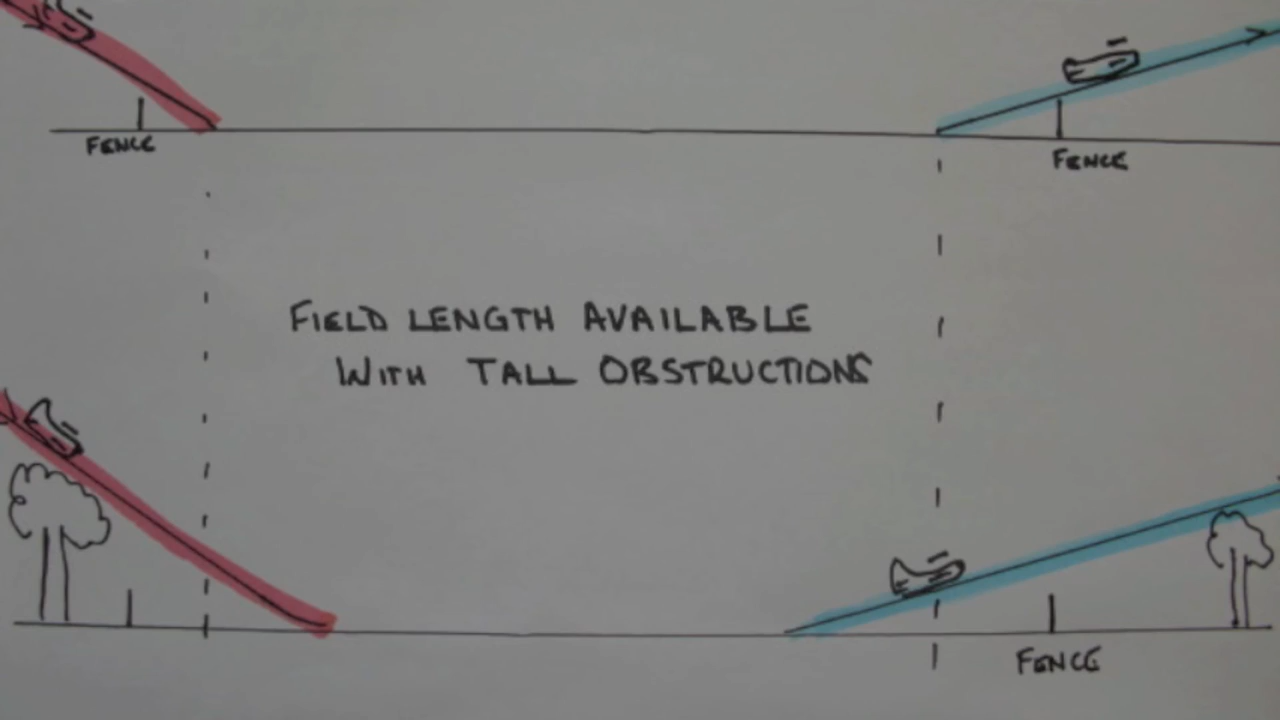 FENCE
FENCE
FIELD LENGTH AVAILABLE
WITH TALL OBSTRUCTIONS
FENCE